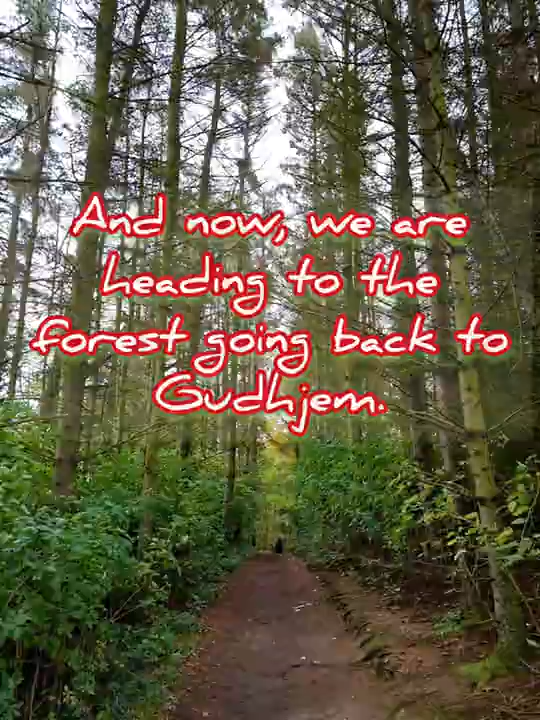 And now, we are
heading to the
forest going back to
Gudhjem.